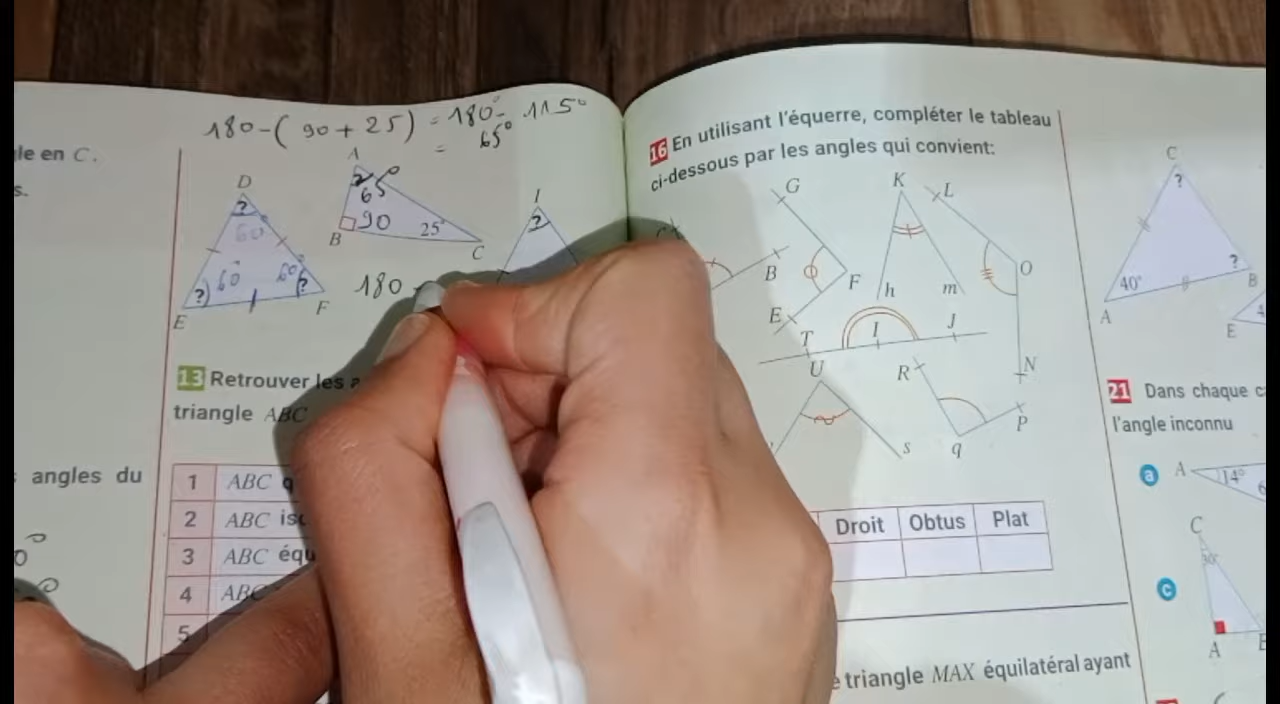 le en C.
s.
angles du
180-( 90+25) = 180°- 115°
= 65°
D
?
60°
?
60°
60°
?
E
F
A
?
65°
90
25°
B
C
I
?
180 -
13 Retrouver les
triangle ABC
1 ABC
2 ABC
3 ABC
4
5
16 En utilisant l'équerre, compléter le tableau
ci-dessous par les angles qui convient:
G
K
L
B
F
h
m
O
E
T
I
J
N
U
R
S
q
P
Droit Obtus Plat
triangle MAX équilatéral ayant
C
?
?
40°
A
B
E
21 Dans chaque
l'angle inconnu
a A
14°
C
30°
c
A